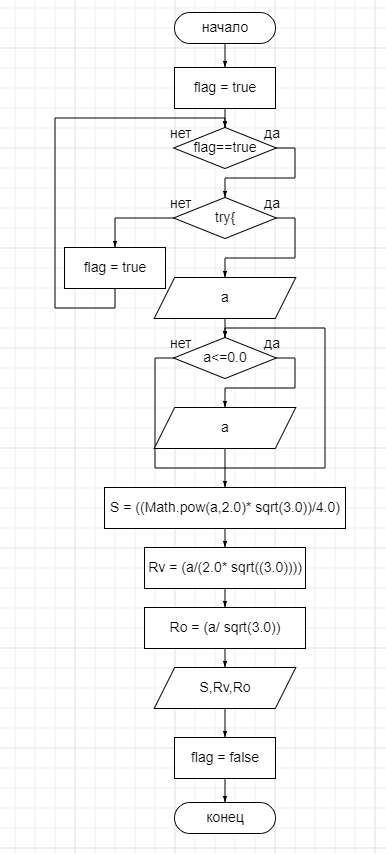 начало
flag = true
нет
да
flag==true
нет
да
try{
flag = true
a
нет
да
a<=0.0
a
S = ((Math.pow(a,2.0)* sqrt(3.0))/4.0)
Rv = (a/(2.0* sqrt((3.0))))
Ro = (a/ sqrt(3.0))
S,Rv,Ro
flag = false
конец